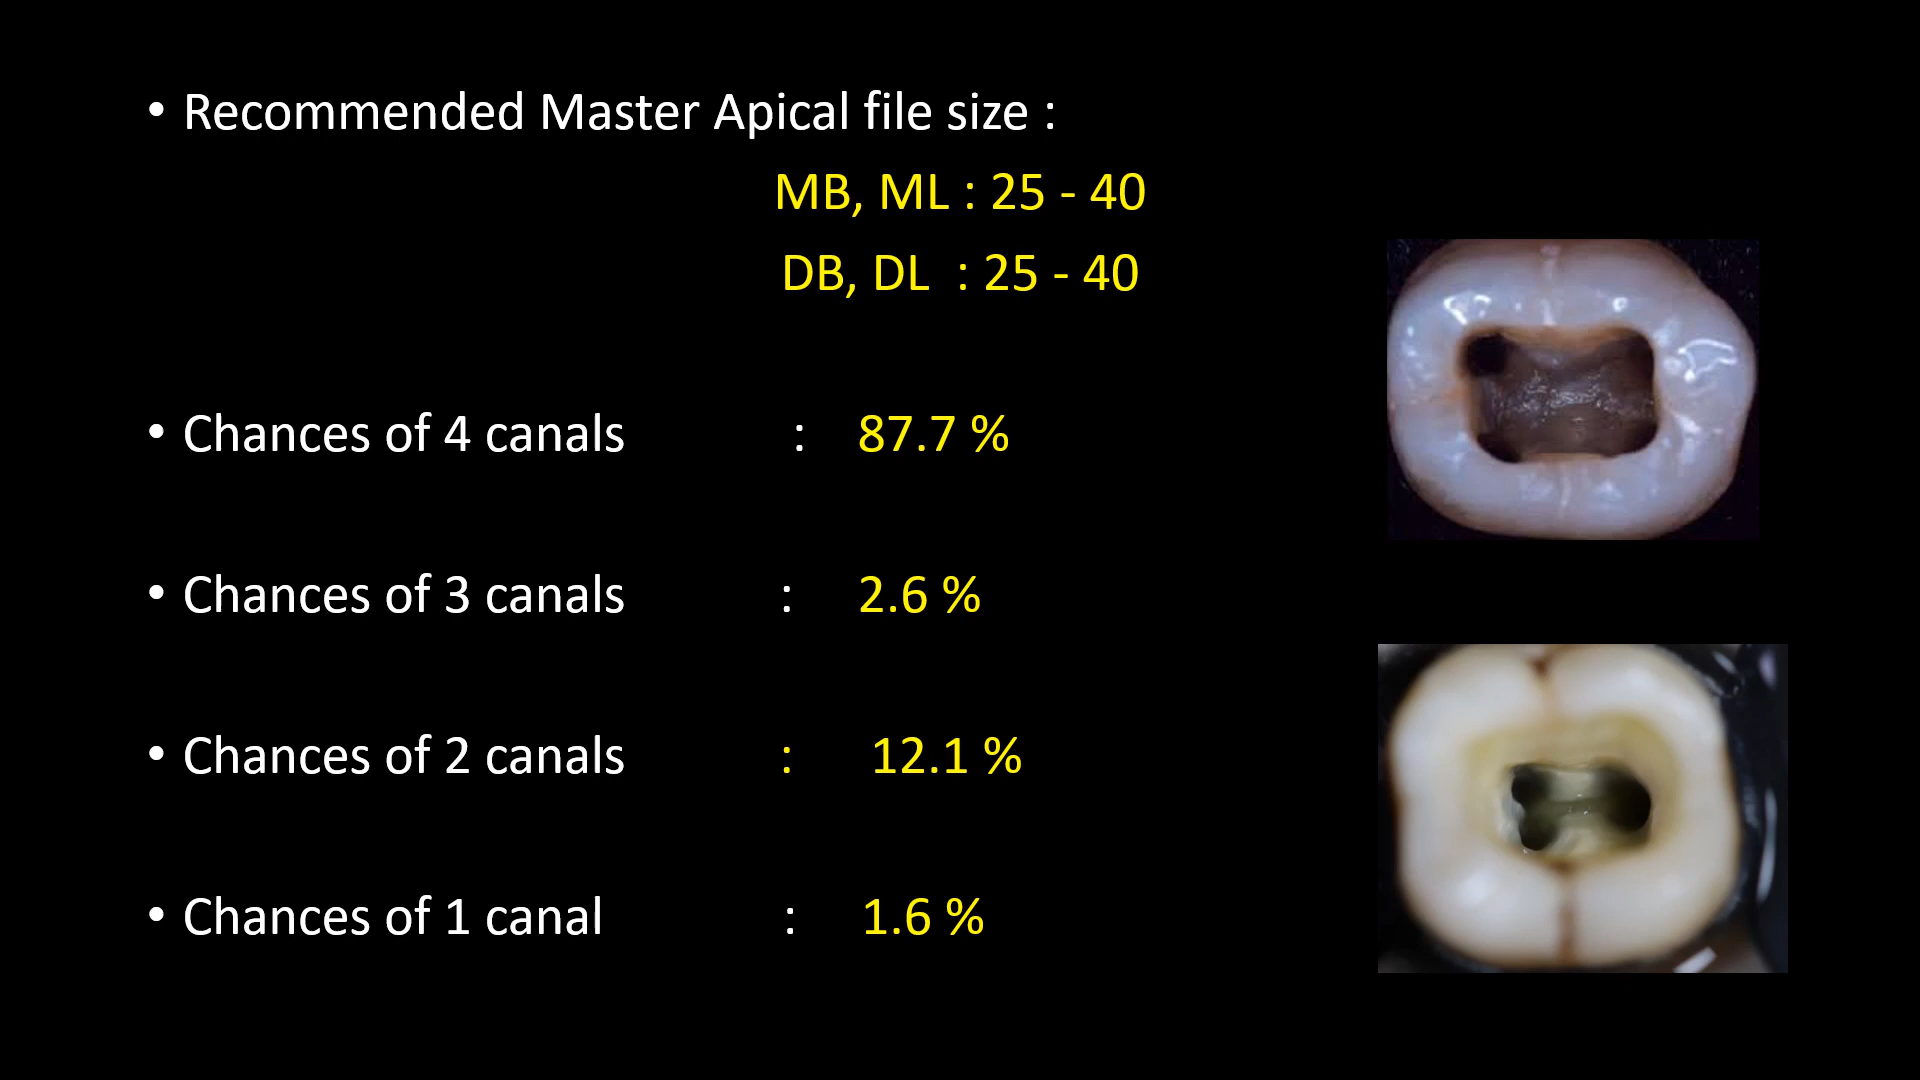 • Recommended Master Apical file size :
MB, ML : 25 - 40
DB, DL : 25 - 40
• Chances of 4 canals : 87.7 %
• Chances of 3 canals : 2.6 %
• Chances of 2 canals : 12.1 %
• Chances of 1 canal : 1.6 %